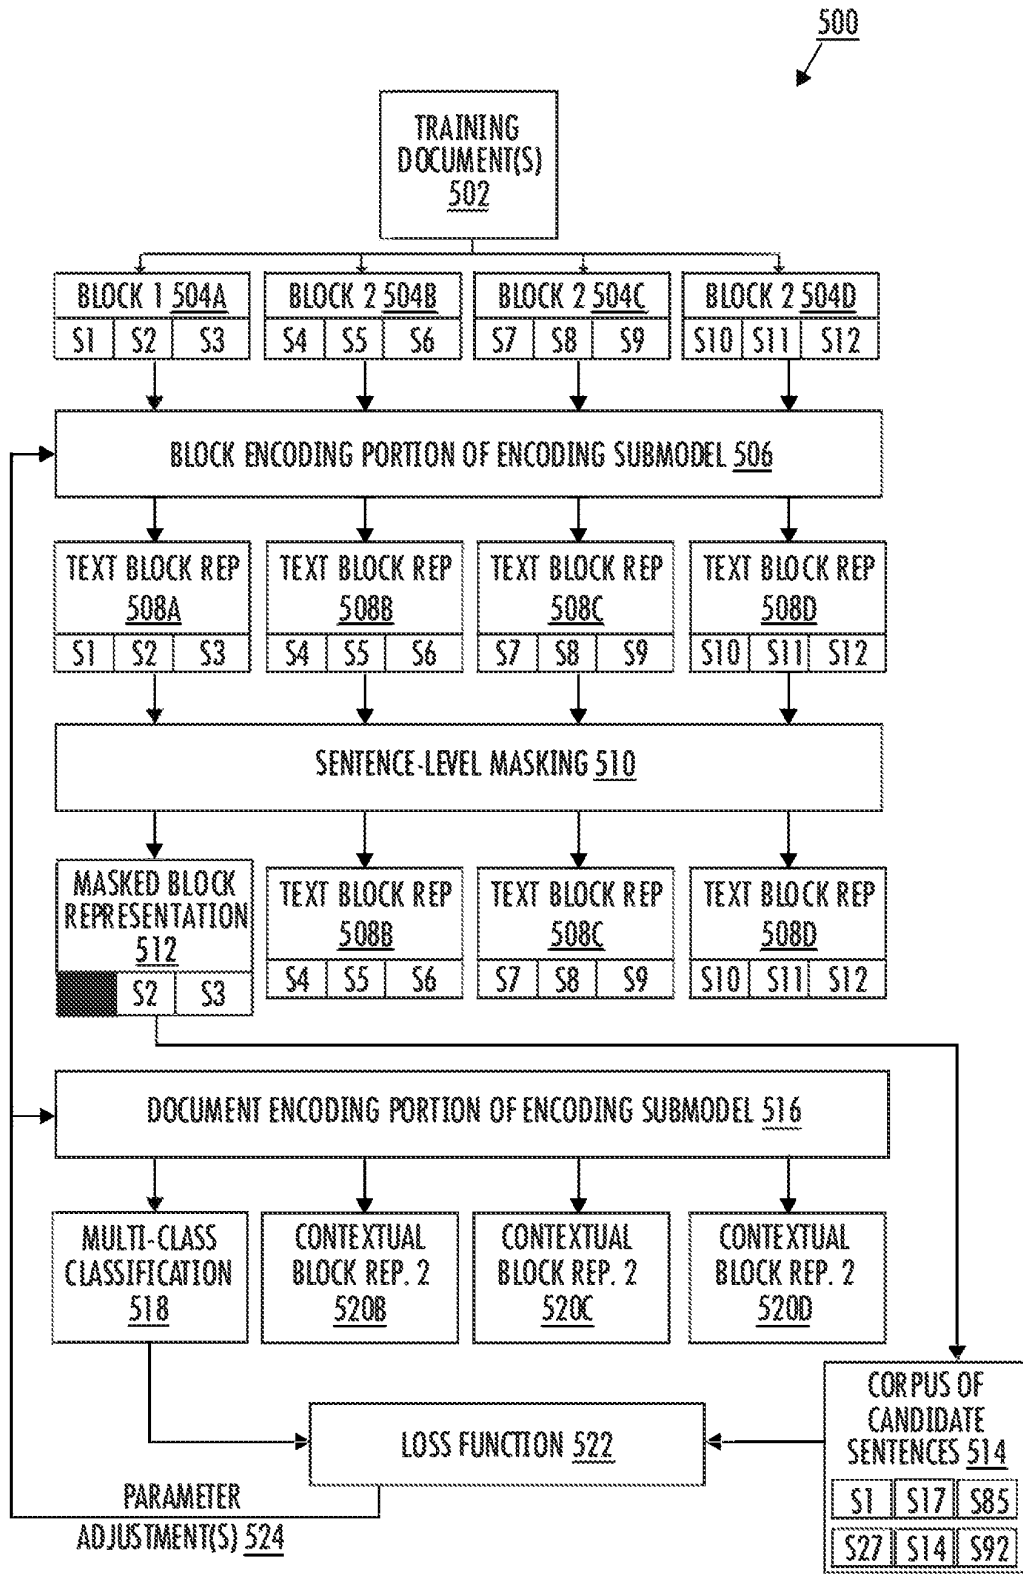 500
TRAINING
DOCUMENT(S)
502
BLOCK 1 504A
BLOCK 2 504B
BLOCK 2 504C
BLOCK 2 504D
S1 S2 S3
S4 S5 S6
S7 S8 S9
S10 S11 S12
BLOCK ENCODING PORTION OF ENCODING SUBMODEL 506
TEXT BLOCK REP
508A
S1 S2 S3
TEXT BLOCK REP
508B
S4 S5 S6
TEXT BLOCK REP
508C
S7 S8 S9
TEXT BLOCK REP
508D
S10 S11 S12
SENTENCE-LEVEL MASKING 510
MASKED BLOCK
REPRESENTATION
512
S2 S3
TEXT BLOCK REP
508B
S4 S5 S6
TEXT BLOCK REP
508C
S7 S8 S9
TEXT BLOCK REP
508D
S10 S11 S12
DOCUMENT ENCODING PORTION OF ENCODING SUBMODEL 516
MULTI-CLASS
CLASSIFICATION
518
CONTEXTUAL
BLOCK REP. 2
520B
CONTEXTUAL
BLOCK REP. 2
520C
CONTEXTUAL
BLOCK REP. 2
520D
CORPUS OF
CANDIDATE
SENTENCES 514
S1 S17 S85
S27 S14 S92
LOSS FUNCTION 522
PARAMETER
ADJUSTMENT(S) 524